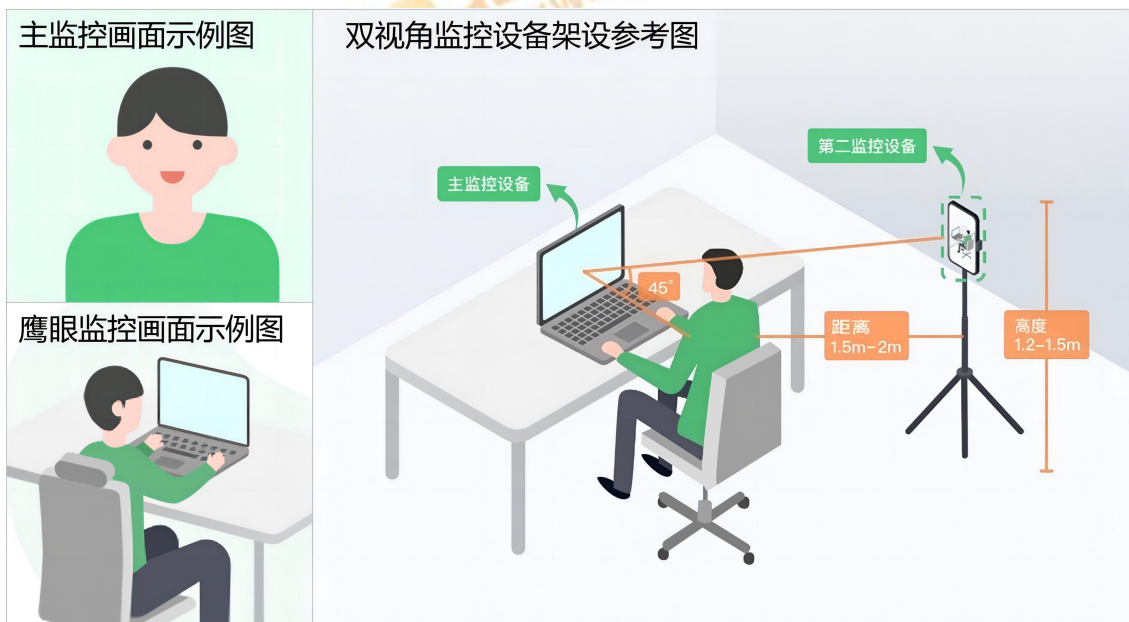 主监控画面示例图
双视角监控设备架设参考图
第二监控设备
主监控设备
45°
鹰眼监控画面示例图
距离
1.5m-2m
高度
1.2-1.5m